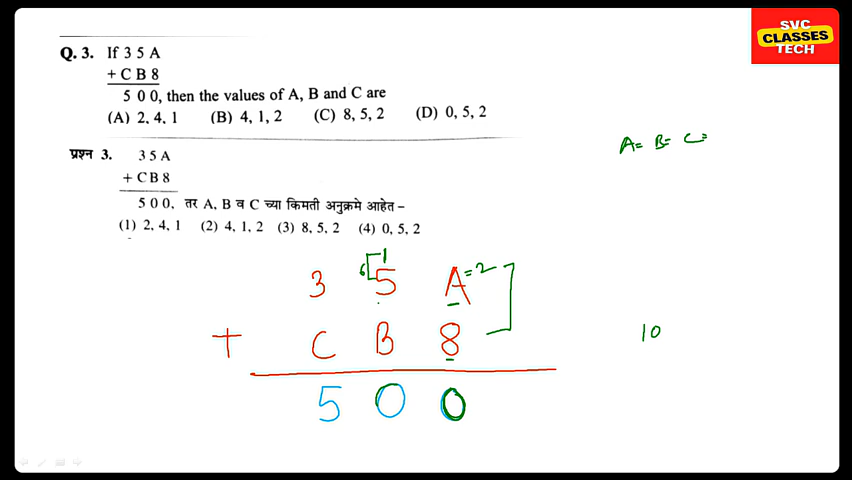 SVC
CLASSES
TECH
Q. 3. If 3 5 A
+ C B 8
5 0 0, then the values of A, B and C are
(A) 2, 4, 1 (B) 4, 1, 2 (C) 8, 5, 2 (D) 0, 5, 2
A= B= C=
प्रश्न 3. 3 5 A
+ C B 8
5 0 0, तर A, B व C च्या किमती अनुक्रमे आहेत –
(1) 2, 4, 1 (2) 4, 1, 2 (3) 8, 5, 2 (4) 0, 5, 2
6 1
3 5 A =2
+ C B 8
10
5 0 0